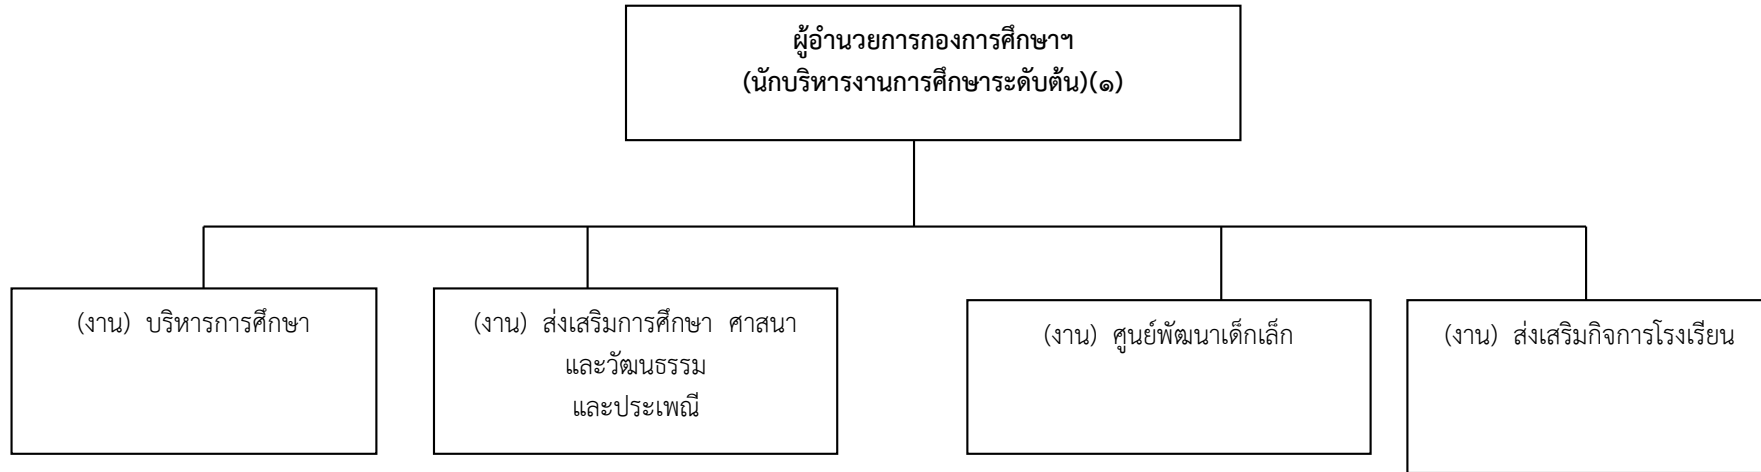 ผู้อำนวยการกองการศึกษาฯ
(นักบริหารงานการศึกษาระดับต้น)(๑)
(งาน) บริหารการศึกษา
(งาน) ส่งเสริมการศึกษา ศาสนา
และวัฒนธรรม
และประเพณี
(งาน) ศูนย์พัฒนาเด็กเล็ก
(งาน) ส่งเสริมกิจการโรงเรียน